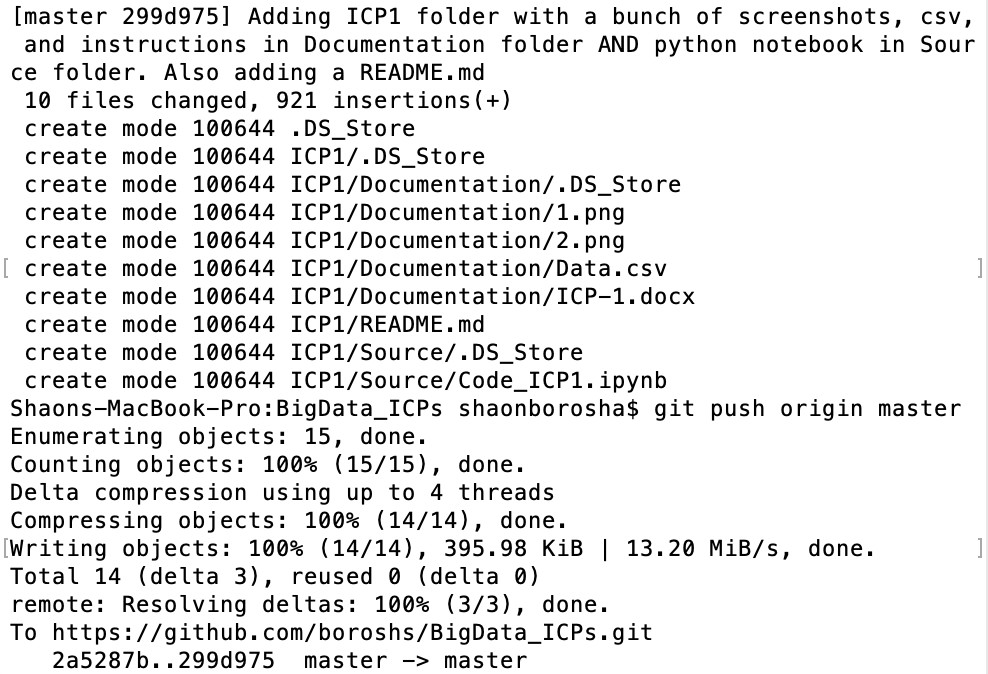 [master 299d975] Adding ICP1 folder with a bunch of screenshots, csv,
 and instructions in Documentation folder AND python notebook in Sour
ce folder. Also adding a README.md
 10 files changed, 921 insertions(+)
 create mode 100644 .DS_Store
 create mode 100644 ICP1/.DS_Store
 create mode 100644 ICP1/Documentation/.DS_Store
 create mode 100644 ICP1/Documentation/1.png
 create mode 100644 ICP1/Documentation/2.png
[ create mode 100644 ICP1/Documentation/Data.csv ]
 create mode 100644 ICP1/Documentation/ICP-1.docx
 create mode 100644 ICP1/README.md
 create mode 100644 ICP1/Source/.DS_Store
 create mode 100644 ICP1/Source/Code_ICP1.ipynb
Shaons-MacBook-Pro:BigData_ICPs shaonborosha$ git push origin master
Enumerating objects: 15, done.
Counting objects: 100% (15/15), done.
Delta compression using up to 4 threads
Compressing objects: 100% (14/14), done.
[Writing objects: 100% (14/14), 395.98 KiB | 13.20 MiB/s, done. ]
Total 14 (delta 3), reused 0 (delta 0)
remote: Resolving deltas: 100% (3/3), done.
To https://github.com/boroshs/BigData_ICPs.git
   2a5287b..299d975  master -> master